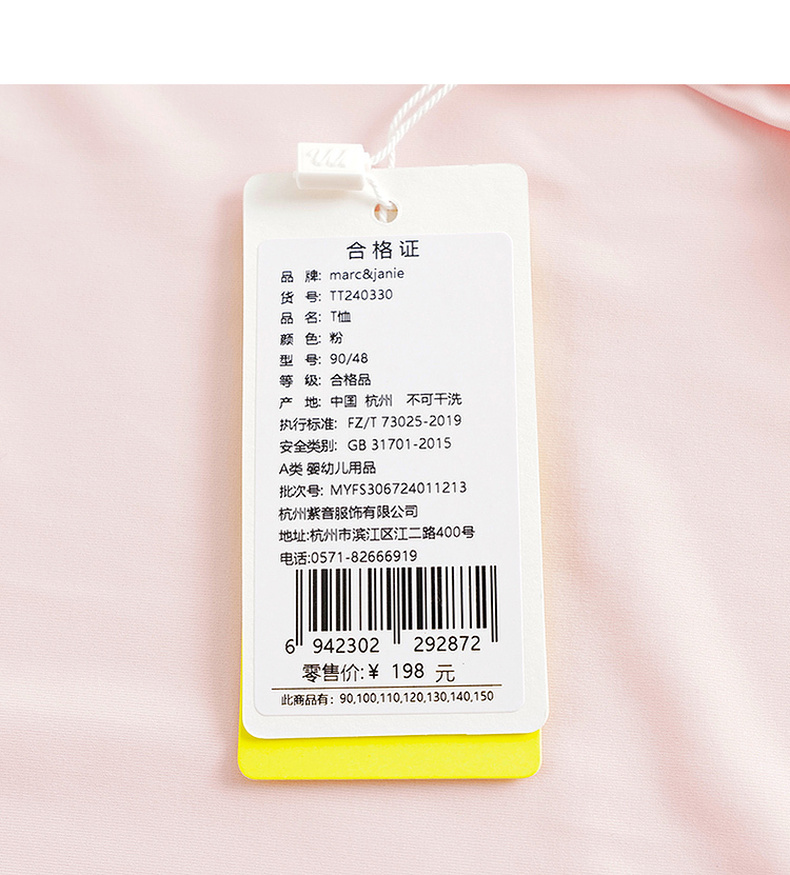 合格证
品 牌: marc&janie
货 号: TT240330
品 名: T恤
颜 色: 粉
型 号: 90/48
等 级: 合格品
产 地: 中国 杭州 不可干洗
执行标准: FZ/T 73025-2019
安全类别: GB 31701-2015
A类 婴幼儿用品
批次号: MYFS306724011213
杭州紫音服饰有限公司
地址:杭州市滨江区江二路400号
电话:0571-82666919
6 942302 292872
零售价:¥ 198 元
此商品有: 90,100,110,120,130,140,150